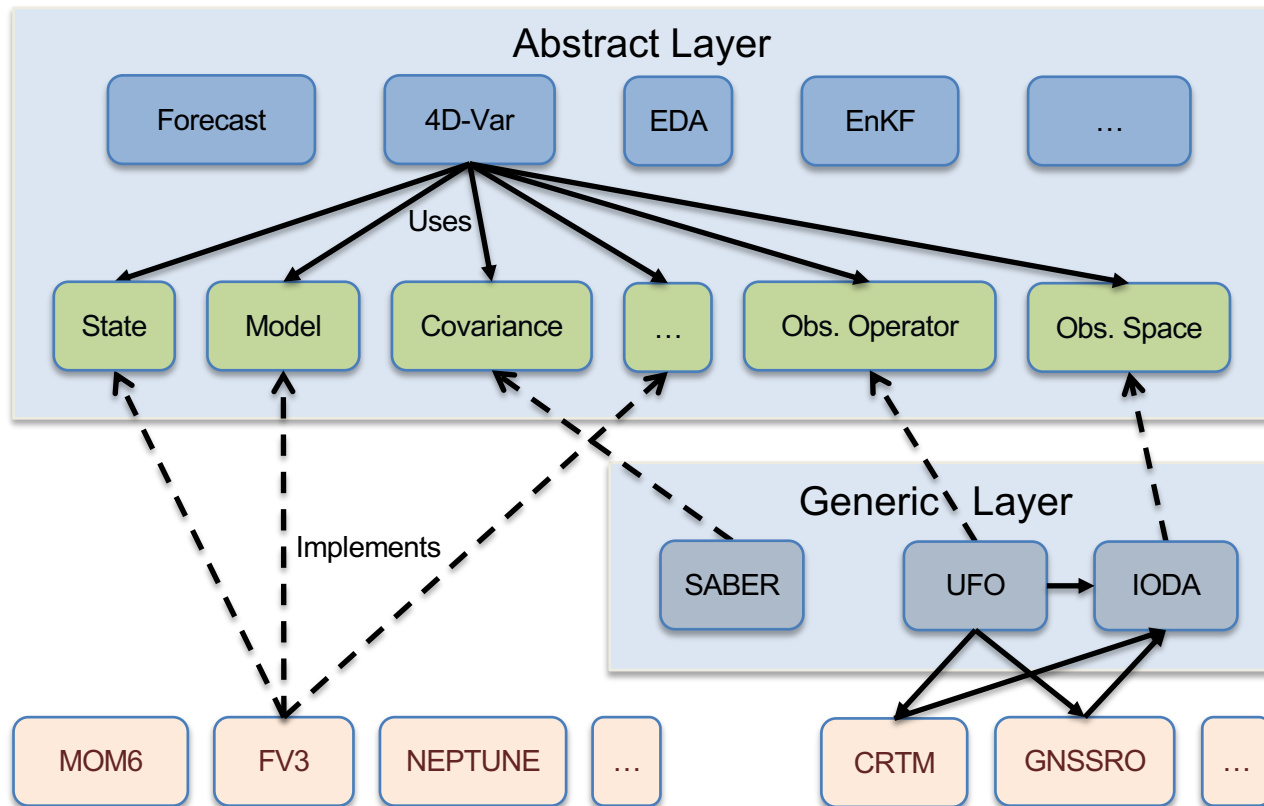 Abstract Layer
Forecast
4D-Var
EDA
EnKF
…
Uses
State
Model
Covariance
…
Obs. Operator
Obs. Space
Generic Layer
Implements
SABER
UFO
IODA
MOM6
FV3
NEPTUNE
…
CRTM
GNSSRO
…